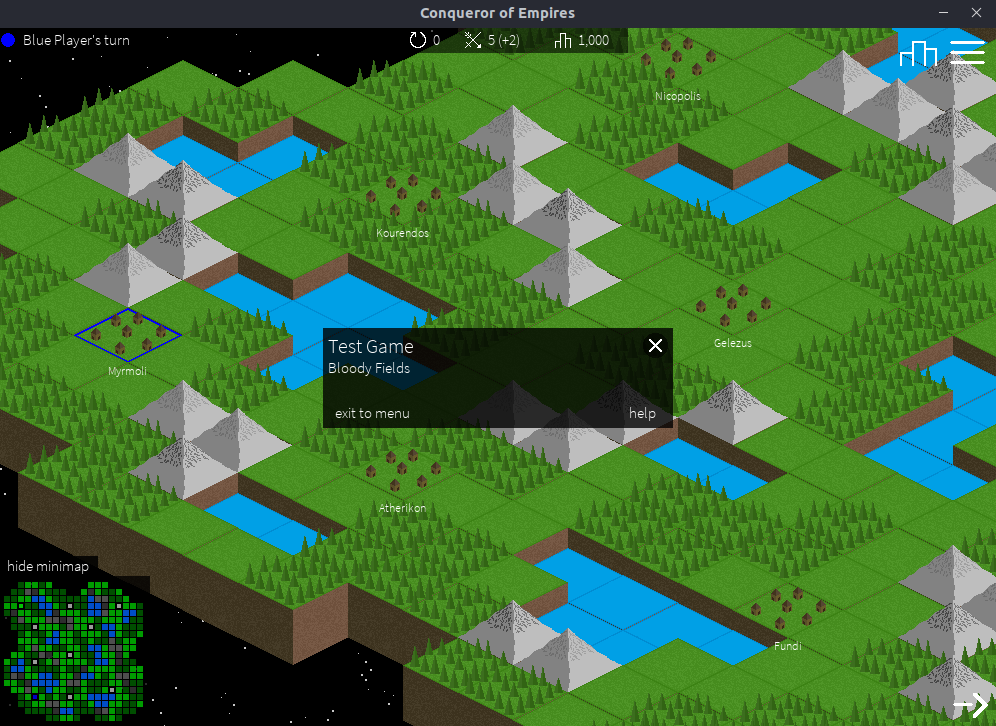 Conqueror of Empires
Blue Player's turn
0
5 (+2)
1,000
Nicopolis
Kourendos
Gelezus
Myrmoli
Test Game
Bloody Fields
exit to menu
help
Atherikon
hide minimap
Fundi